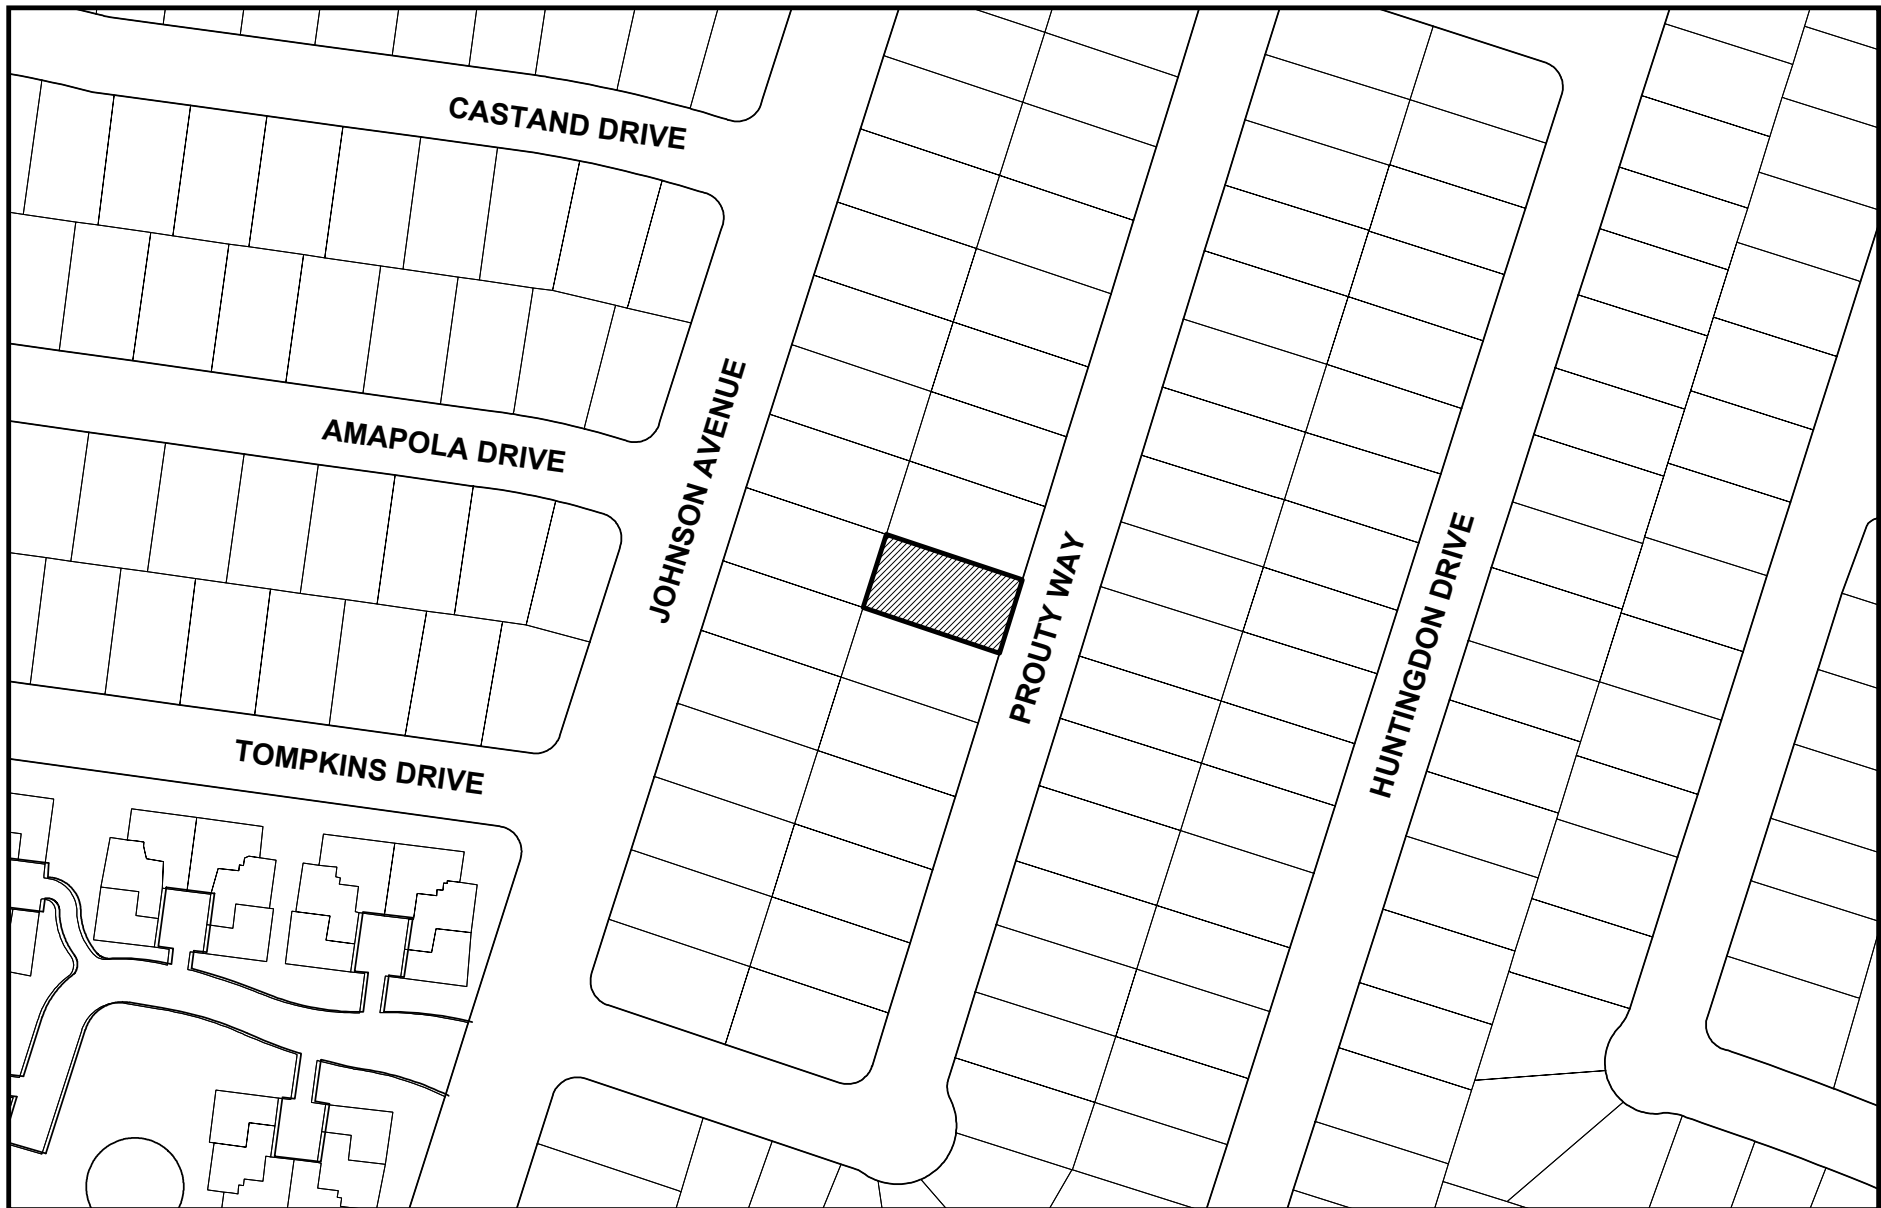 CASTAND DRIVE
AMAPOLA DRIVE
JOHNSON AVENUE
PROUTY WAY
HUNTINGDON DRIVE
TOMPKINS DRIVE